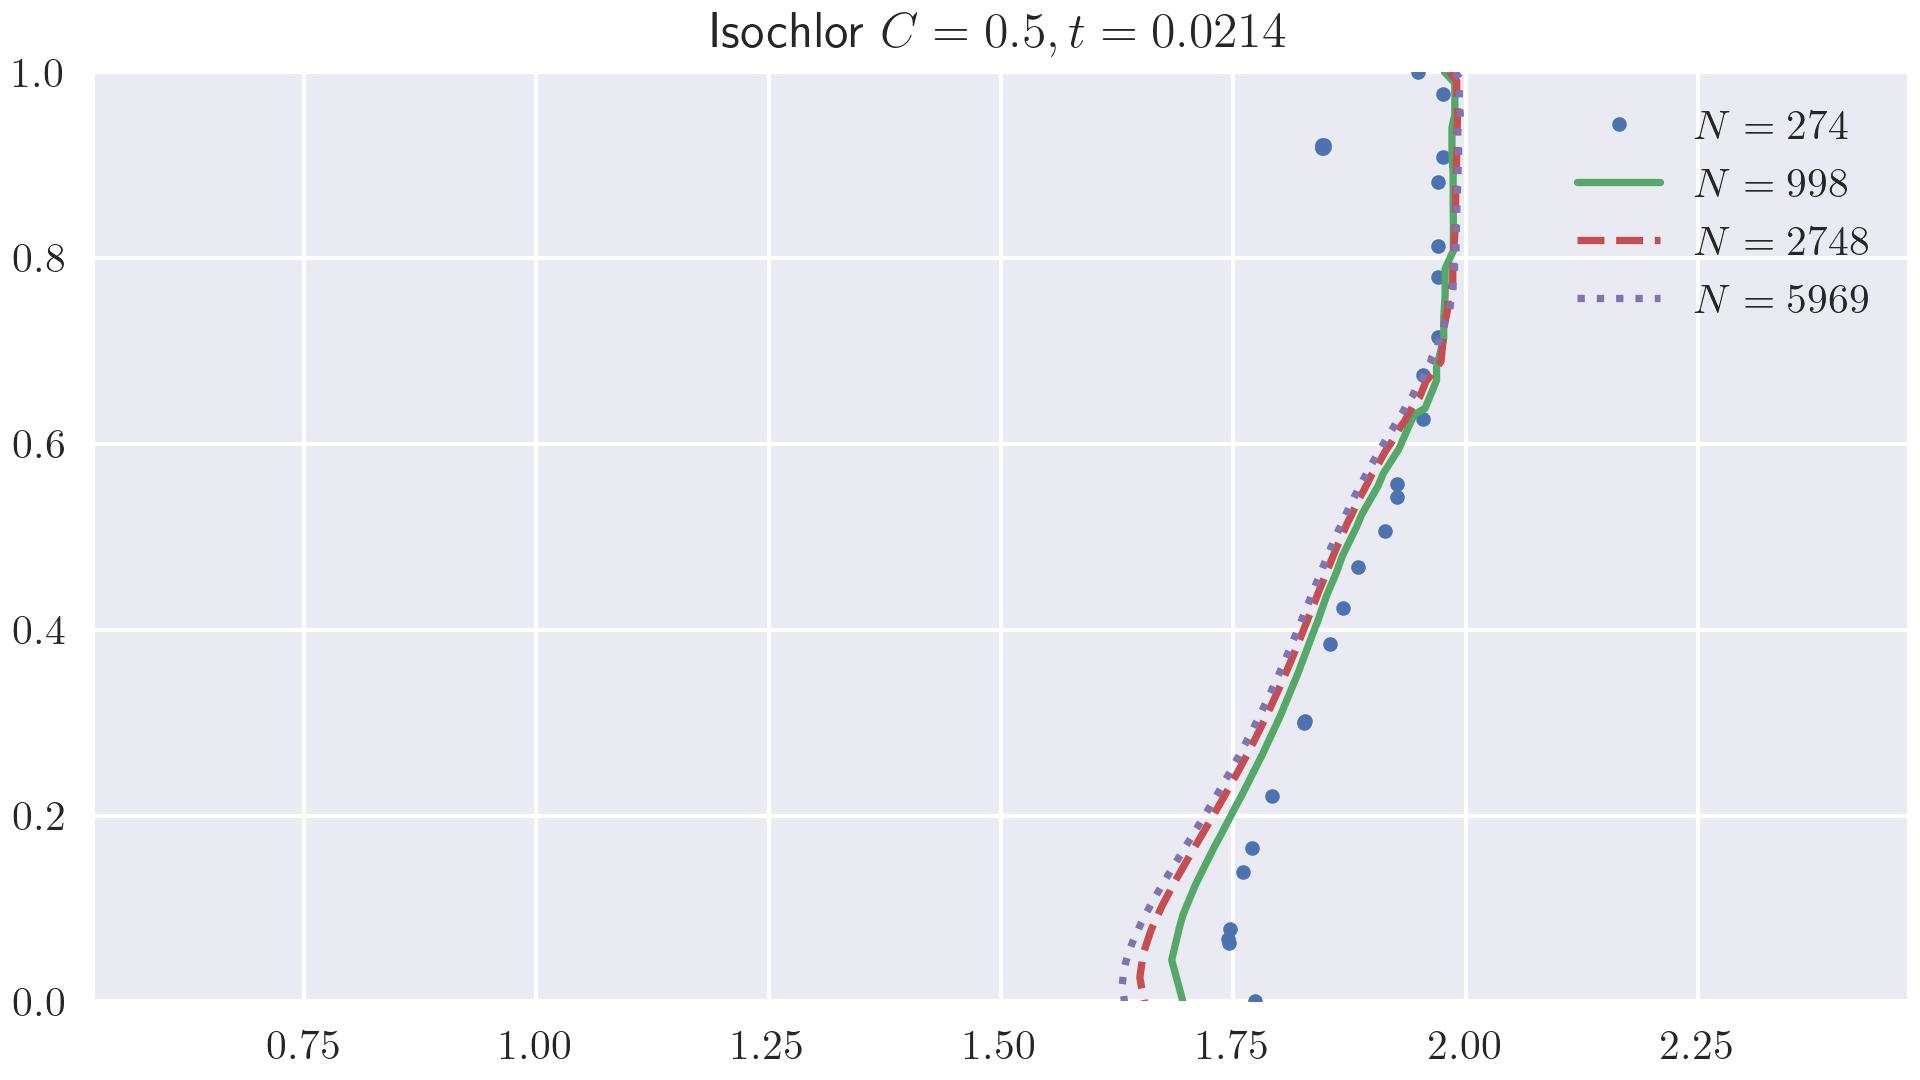 Isochlor C = 0.5, t = 0.0214
1.0
0.8
0.6
0.4
0.2
0.0
N = 274
N = 998
N = 2748
N = 5969
0.75 1.00 1.25 1.50 1.75 2.00 2.25